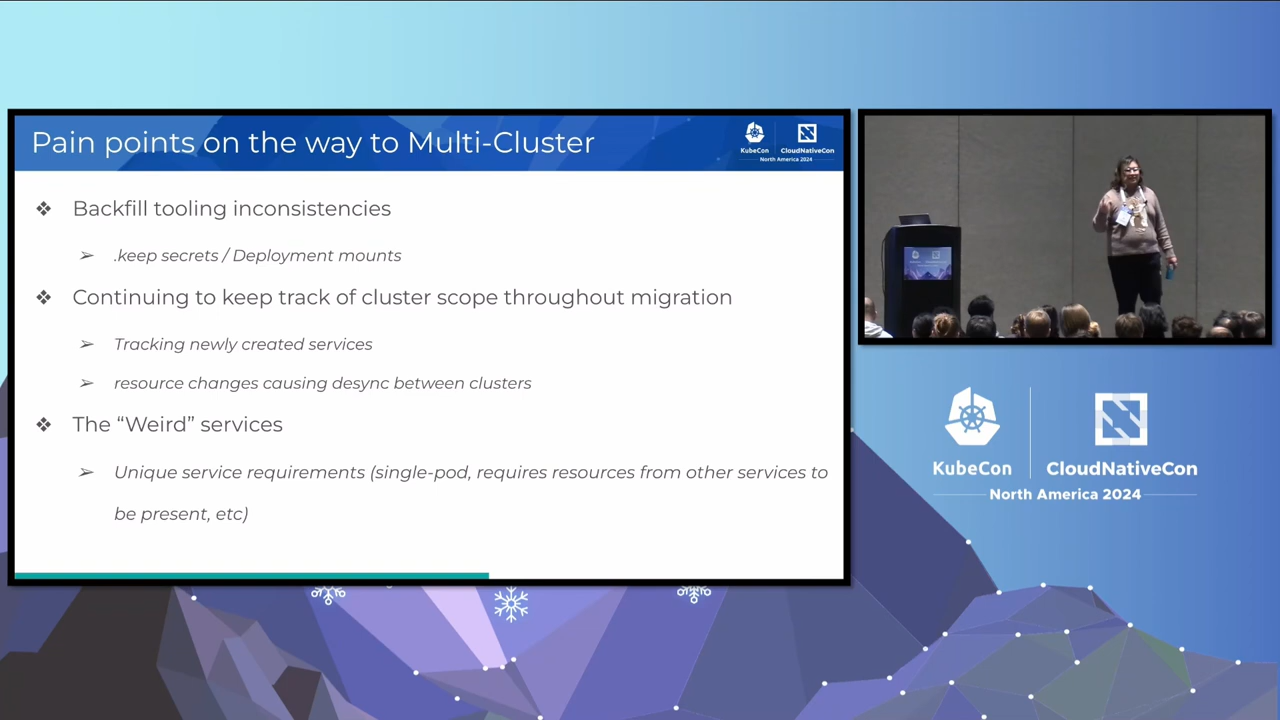 Pain points on the way to Multi-Cluster
KubeCon
CloudNativeCon
North America 2024
❖ Backfill tooling inconsistencies
➢ .keep secrets / Deployment mounts
❖ Continuing to keep track of cluster scope throughout migration
➢ Tracking newly created services
➢ resource changes causing desync between clusters
❖ The “Weird” services
➢ Unique service requirements (single-pod, requires resources from other services to
be present, etc)
KubeCon
CloudNativeCon
North America 2024